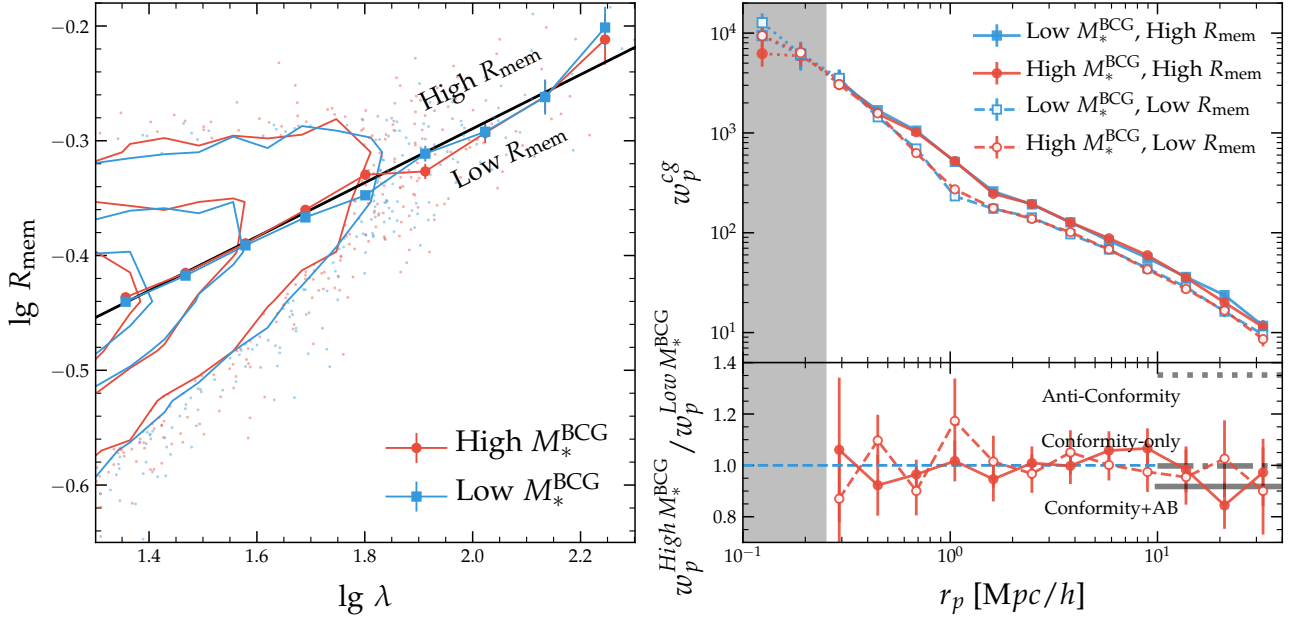 −0.2
−0.3
−0.4
−0.5
−0.6
lg R_mem
High R_mem
Low R_mem
High M_*^BCG
Low M_*^BCG
1.4 1.6 1.8 2.0 2.2
lg λ
10^4
10^3
10^2
10^1
w_p^cg
Low M_*^BCG, High R_mem
High M_*^BCG, High R_mem
Low M_*^BCG, Low R_mem
High M_*^BCG, Low R_mem
1.4
1.2
1.0
0.8
w_p^High M_*^BCG / w_p^Low M_*^BCG
Anti-Conformity
Conformity-only
Conformity+AB
10^−1 10^0 10^1
r_p [Mpc/h]